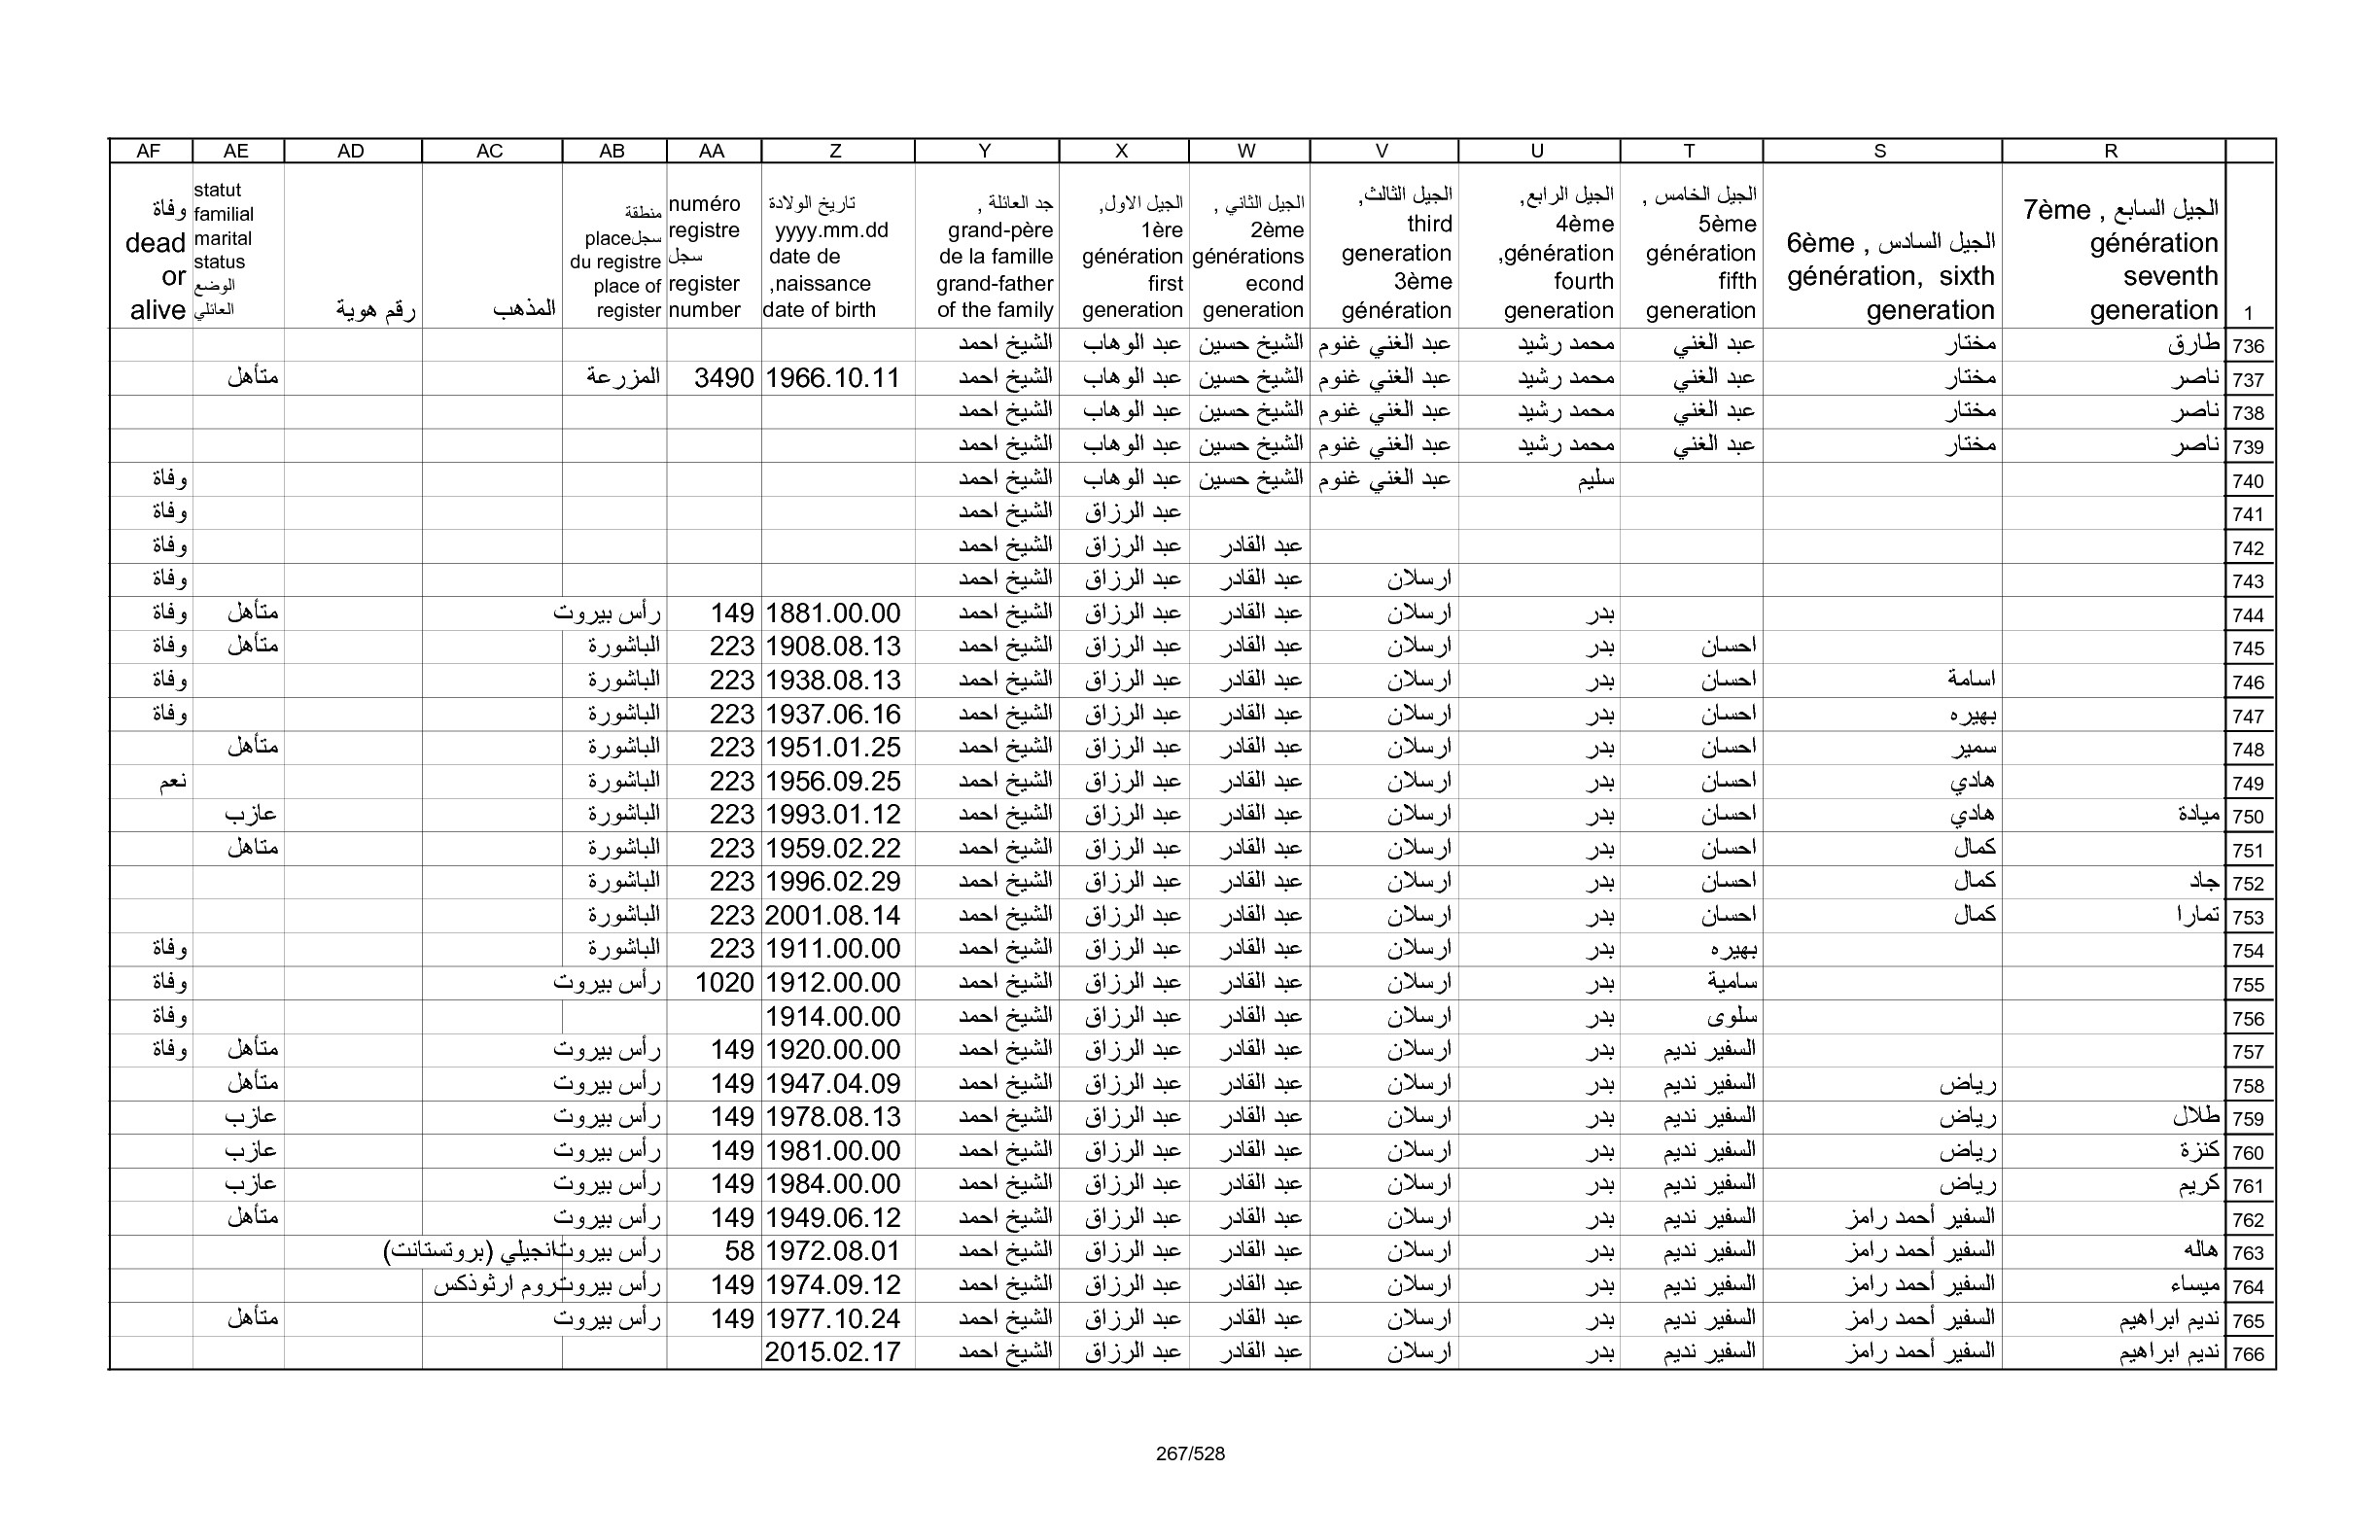 R S T U V W X Y Z AA AB AC AD AE AF
1 الجيل السابع , 7ème génération seventh generation الجيل السادس , 6ème génération, sixth generation الجيل الخامس , 5ème génération fifth generation الجيل الرابع, 4ème génération, fourth generation الجيل الثالث, third generation 3ème génération الجيل الثاني , 2ème générations econd generation الجيل الاول, 1ère génération first generation جد العائلة , grand-père de la famille grand-father of the family تاريخ الولادة yyyy.mm.dd date de naissance, date of birth numéro registre سجل register number منطقة سجل place du registre place of register المذهب رقم هوية statut familial marital status الوضع العائلي وفاة dead or alive
736 طارق مختار عبد الغني محمد رشيد عبد الغني غنوم الشيخ حسين عبد الوهاب الشيخ احمد
737 ناصر مختار عبد الغني محمد رشيد عبد الغني غنوم الشيخ حسين عبد الوهاب الشيخ احمد 1966.10.11 3490 المزرعة متأهل
738 ناصر مختار عبد الغني محمد رشيد عبد الغني غنوم الشيخ حسين عبد الوهاب الشيخ احمد
739 ناصر مختار عبد الغني محمد رشيد عبد الغني غنوم الشيخ حسين عبد الوهاب الشيخ احمد
740 سليم عبد الغني غنوم الشيخ حسين عبد الوهاب الشيخ احمد وفاة
741 عبد الرزاق الشيخ احمد وفاة
742 عبد القادر عبد الرزاق الشيخ احمد وفاة
743 ارسلان عبد القادر عبد الرزاق الشيخ احمد وفاة
744 بدر ارسلان عبد القادر عبد الرزاق الشيخ احمد 1881.00.00 149 رأس بيروت متأهل وفاة
745 احسان بدر ارسلان عبد القادر عبد الرزاق الشيخ احمد 1908.08.13 223 الباشورة متأهل وفاة
746 اسامة احسان بدر ارسلان عبد القادر عبد الرزاق الشيخ احمد 1938.08.13 223 الباشورة وفاة
747 بهيره احسان بدر ارسلان عبد القادر عبد الرزاق الشيخ احمد 1937.06.16 223 الباشورة وفاة
748 سمير احسان بدر ارسلان عبد القادر عبد الرزاق الشيخ احمد 1951.01.25 223 الباشورة متأهل
749 هادي احسان بدر ارسلان عبد القادر عبد الرزاق الشيخ احمد 1956.09.25 223 الباشورة نعم
750 ميادة هادي احسان بدر ارسلان عبد القادر عبد الرزاق الشيخ احمد 1993.01.12 223 الباشورة عازب
751 كمال احسان بدر ارسلان عبد القادر عبد الرزاق الشيخ احمد 1959.02.22 223 الباشورة متاهل
752 جاد كمال احسان بدر ارسلان عبد القادر عبد الرزاق الشيخ احمد 1996.02.29 223 الباشورة
753 تمارا كمال احسان بدر ارسلان عبد القادر عبد الرزاق الشيخ احمد 2001.08.14 223 الباشورة
754 بهيره بدر ارسلان عبد القادر عبد الرزاق الشيخ احمد 1911.00.00 223 الباشورة وفاة
755 سامية بدر ارسلان عبد القادر عبد الرزاق الشيخ احمد 1912.00.00 1020 رأس بيروت وفاة
756 سلوى بدر ارسلان عبد القادر عبد الرزاق الشيخ احمد 1914.00.00 وفاة
757 السفير نديم بدر ارسلان عبد القادر عبد الرزاق الشيخ احمد 1920.00.00 149 رأس بيروت متأهل وفاة
758 رياض السفير نديم بدر ارسلان عبد القادر عبد الرزاق الشيخ احمد 1947.04.09 149 رأس بيروت متأهل
759 طلال رياض السفير نديم بدر ارسلان عبد القادر عبد الرزاق الشيخ احمد 1978.08.13 149 رأس بيروت عازب
760 كنزة رياض السفير نديم بدر ارسلان عبد القادر عبد الرزاق الشيخ احمد 1981.00.00 149 رأس بيروت عازب
761 كريم رياض السفير نديم بدر ارسلان عبد القادر عبد الرزاق الشيخ احمد 1984.00.00 149 رأس بيروت عازب
762 السفير أحمد رامز السفير نديم بدر ارسلان عبد القادر عبد الرزاق الشيخ احمد 1949.06.12 149 رأس بيروت متأهل
763 هاله السفير أحمد رامز السفير نديم بدر ارسلان عبد القادر عبد الرزاق الشيخ احمد 1972.08.01 58 رأس بيروت انجيلي (بروتستانت)
764 ميساء السفير أحمد رامز السفير نديم بدر ارسلان عبد القادر عبد الرزاق الشيخ احمد 1974.09.12 149 رأس بيروت روم ارثوذكس
765 نديم ابراهيم السفير أحمد رامز السفير نديم بدر ارسلان عبد القادر عبد الرزاق الشيخ احمد 1977.10.24 149 رأس بيروت متأهل
766 نديم ابراهيم السفير أحمد رامز السفير نديم بدر ارسلان عبد القادر عبد الرزاق الشيخ احمد 2015.02.17
267/528